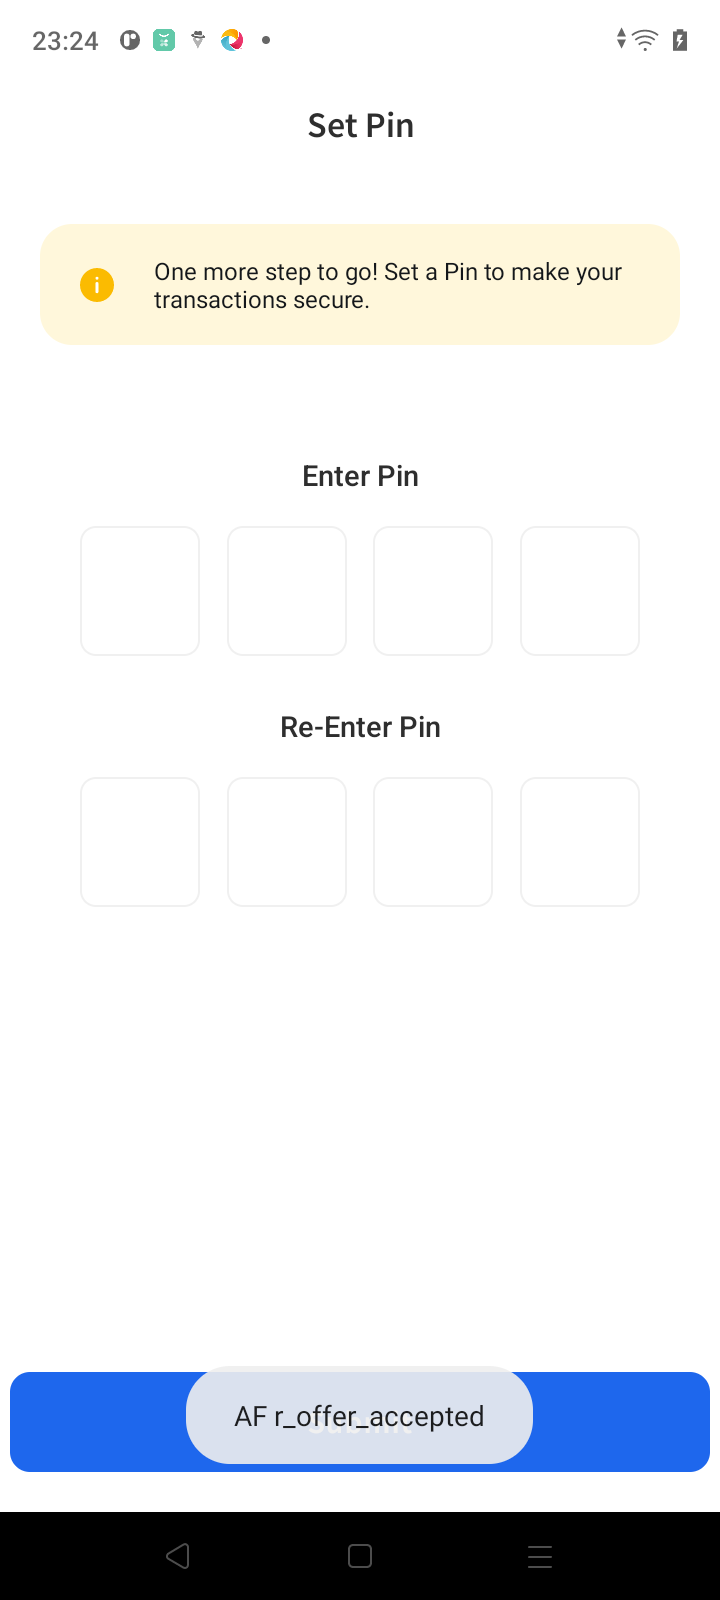 23:24
Set Pin
One more step to go! Set a Pin to make your
transactions secure.
Enter Pin
Re-Enter Pin
Submit
AF r_offer_accepted